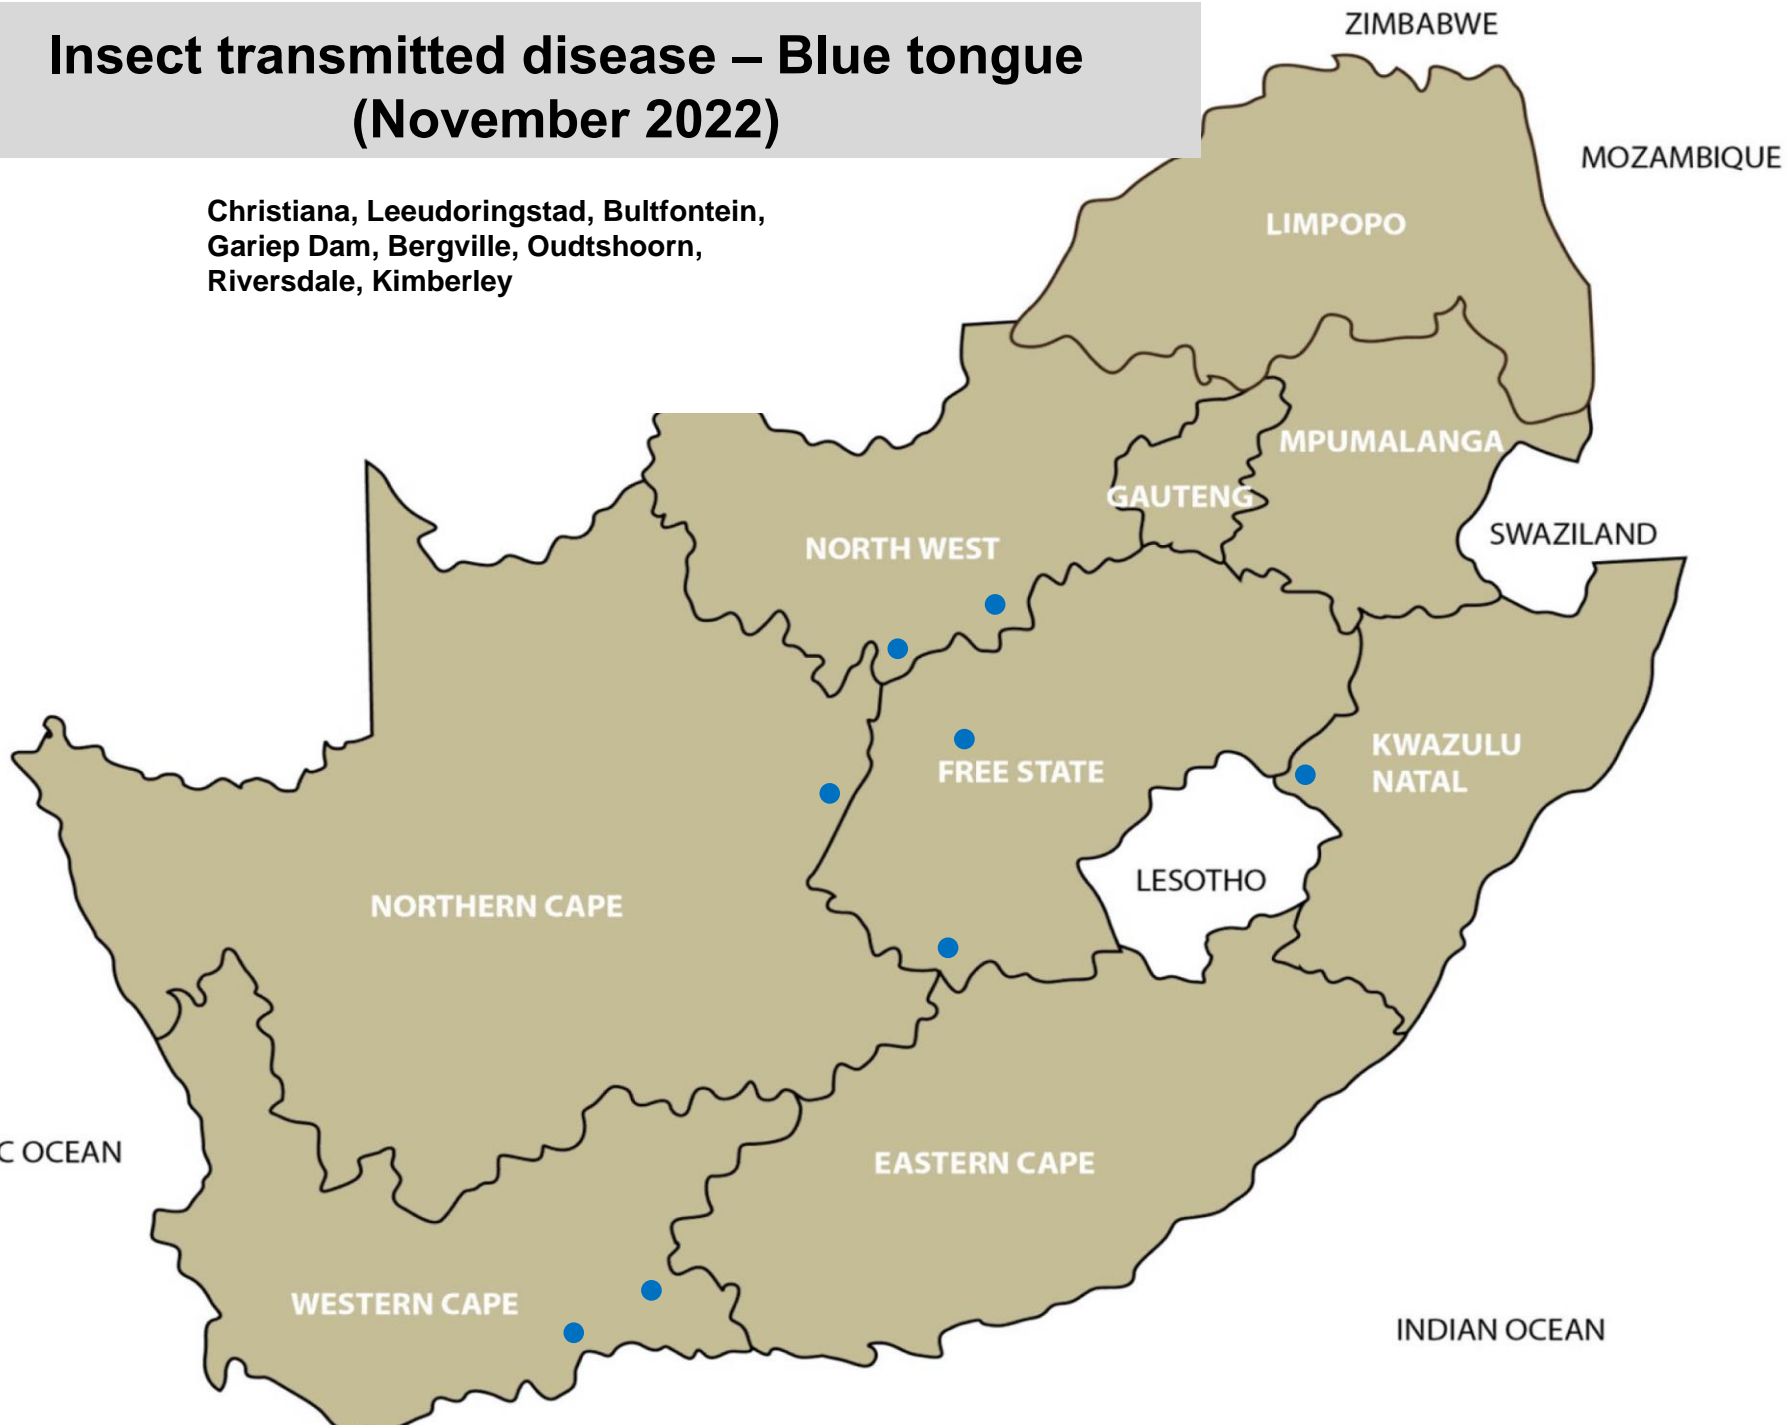 Insect transmitted disease – Blue tongue
(November 2022)
Christiana, Leeudoringstad, Bultfontein,
Gariep Dam, Bergville, Oudtshoorn,
Riversdale, Kimberley
ZIMBABWE
MOZAMBIQUE
LIMPOPO
MPUMALANGA
GAUTENG
SWAZILAND
NORTH WEST
KWAZULU
NATAL
FREE STATE
LESOTHO
NORTHERN CAPE
C OCEAN
EASTERN CAPE
WESTERN CAPE
INDIAN OCEAN